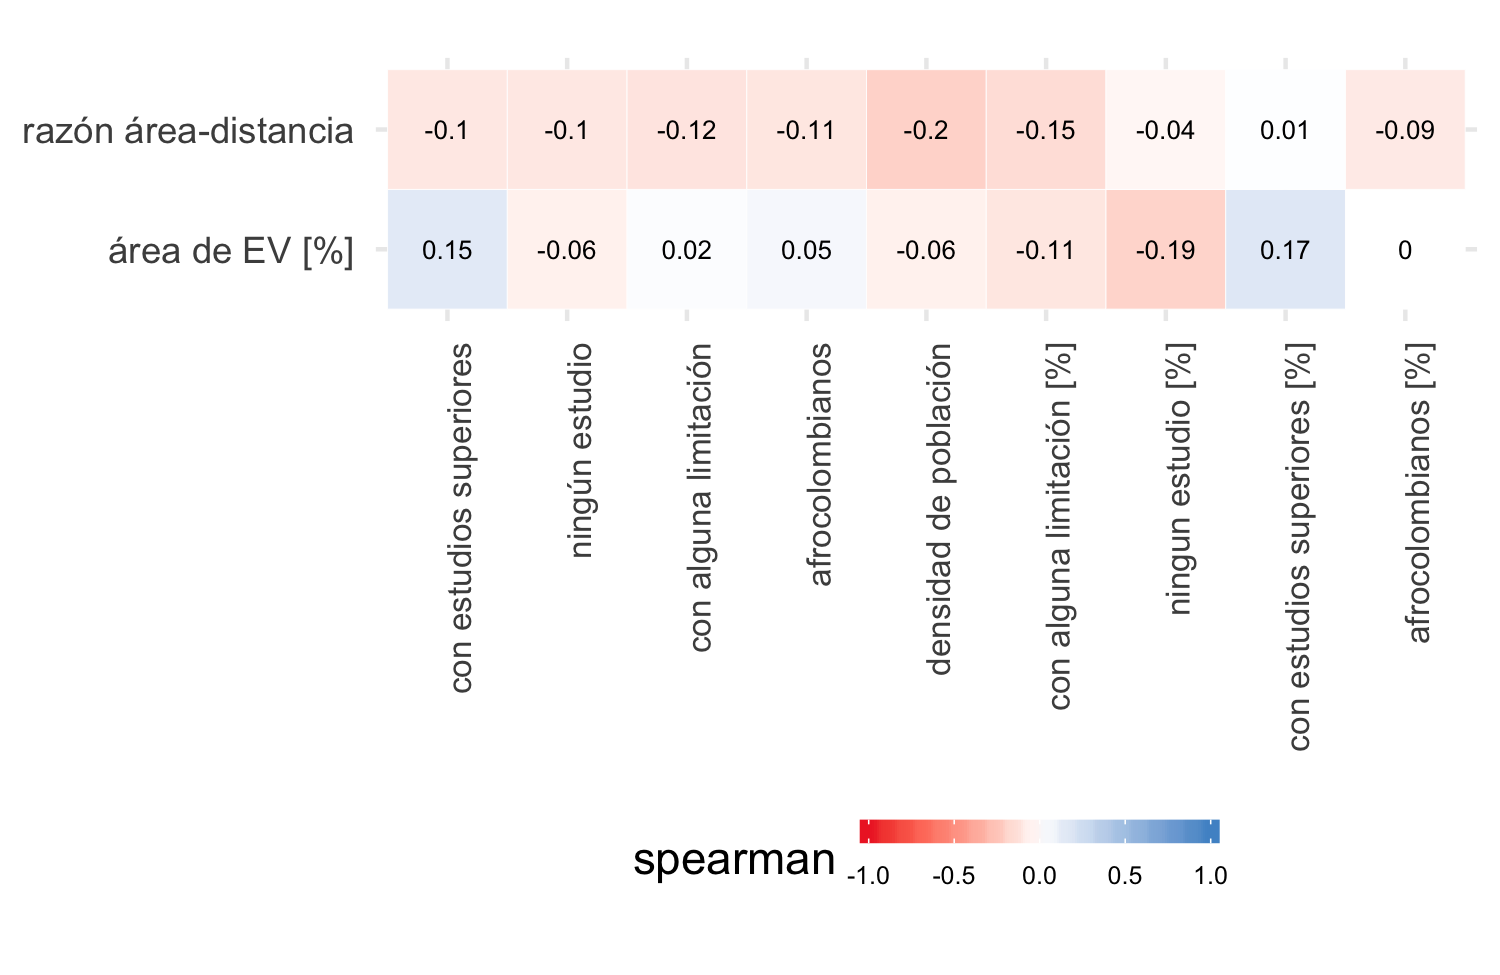 razón área-distancia
-0.1 -0.1 -0.12 -0.11 -0.2 -0.15 -0.04 0.01 -0.09
área de EV [%]
0.15 -0.06 0.02 0.05 -0.06 -0.11 -0.19 0.17 0
con estudios superiores
ningún estudio
con alguna limitación
afrocolombianos
densidad de población
con alguna limitación [%]
ningun estudio [%]
con estudios superiores [%]
afrocolombianos [%]
spearman
-1.0 -0.5 0.0 0.5 1.0